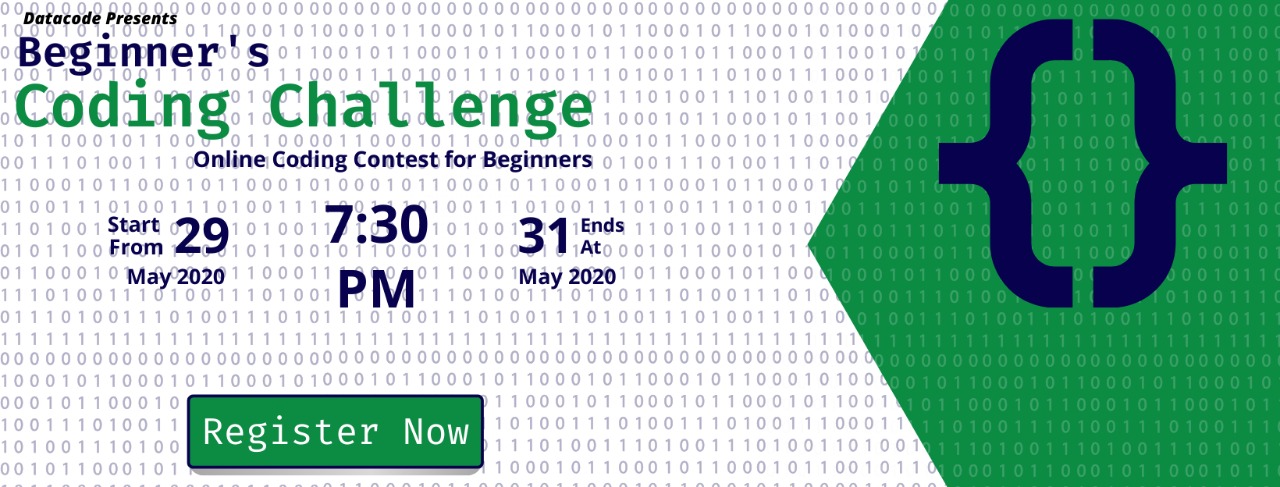 Datacode Presents
Beginner's
Coding Challenge
Online Coding Contest for Beginners
Start
From 29
May 2020
7:30
PM
31 Ends
At
May 2020
Register Now
{}